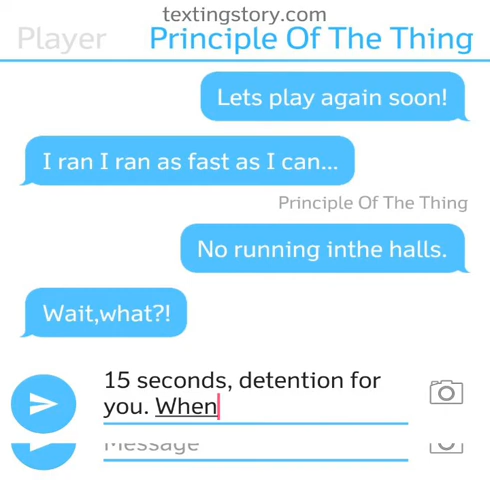 textingstory.com
Player Principle Of The Thing
Lets play again soon!
I ran I ran as fast as I can...
Principle Of The Thing
No running inthe halls.
Wait,what?!
15 seconds, detention for
you. When
Message